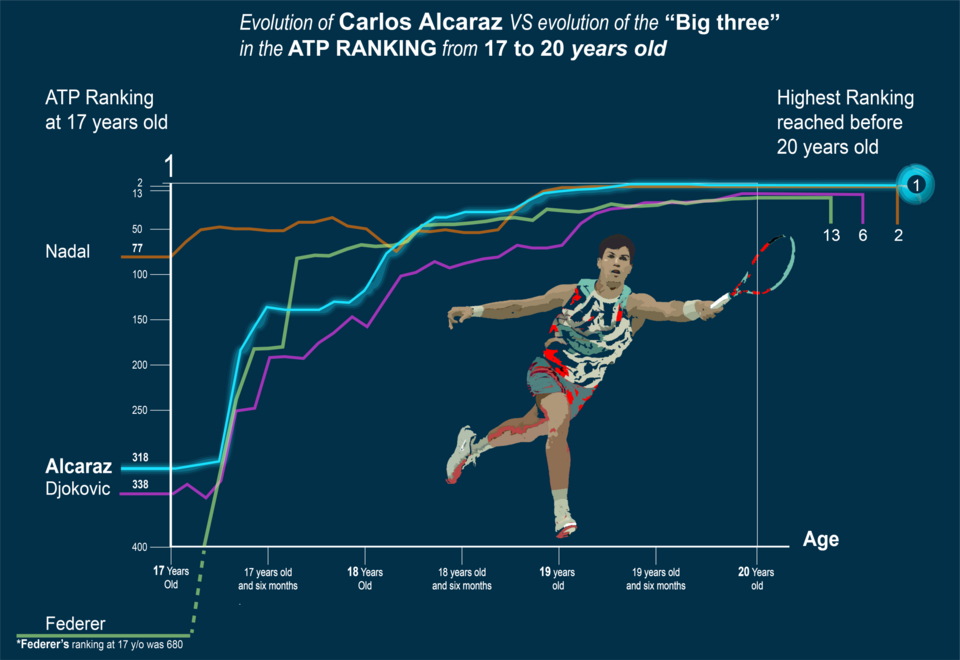 Evolution of Carlos Alcaraz VS evolution of the “Big three”
in the ATP RANKING from 17 to 20 years old
ATP Ranking
at 17 years old
Highest Ranking
reached before
20 years old
1
2
13
50
77
100
150
200
250
318
338
400
Nadal
Alcaraz
Djokovic
Federer
*Federer's ranking at 17 y/o was 680
1
13
6
2
Age
17 Years
Old
17 years old
and six months
18 Years
Old
18 years old
and six months
19 years
old
19 years old
and six months
20 Years
old